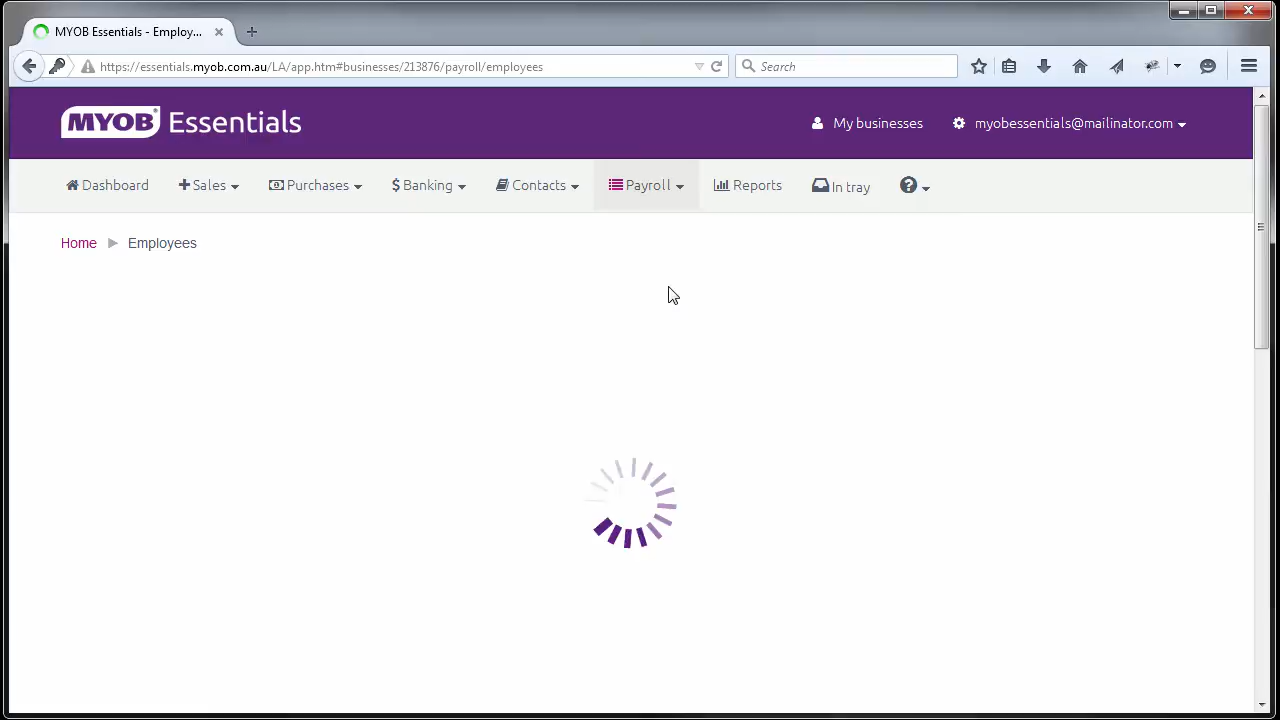 MYOB Essentials - Employ...
https://essentials.myob.com.au/LA/app.htm#businesses/213876/payroll/employees
Search
MYOB Essentials
My businesses
myobessentials@mailinator.com
Dashboard
Sales
Purchases
$ Banking
Contacts
Payroll
Reports
In tray
Home
Employees